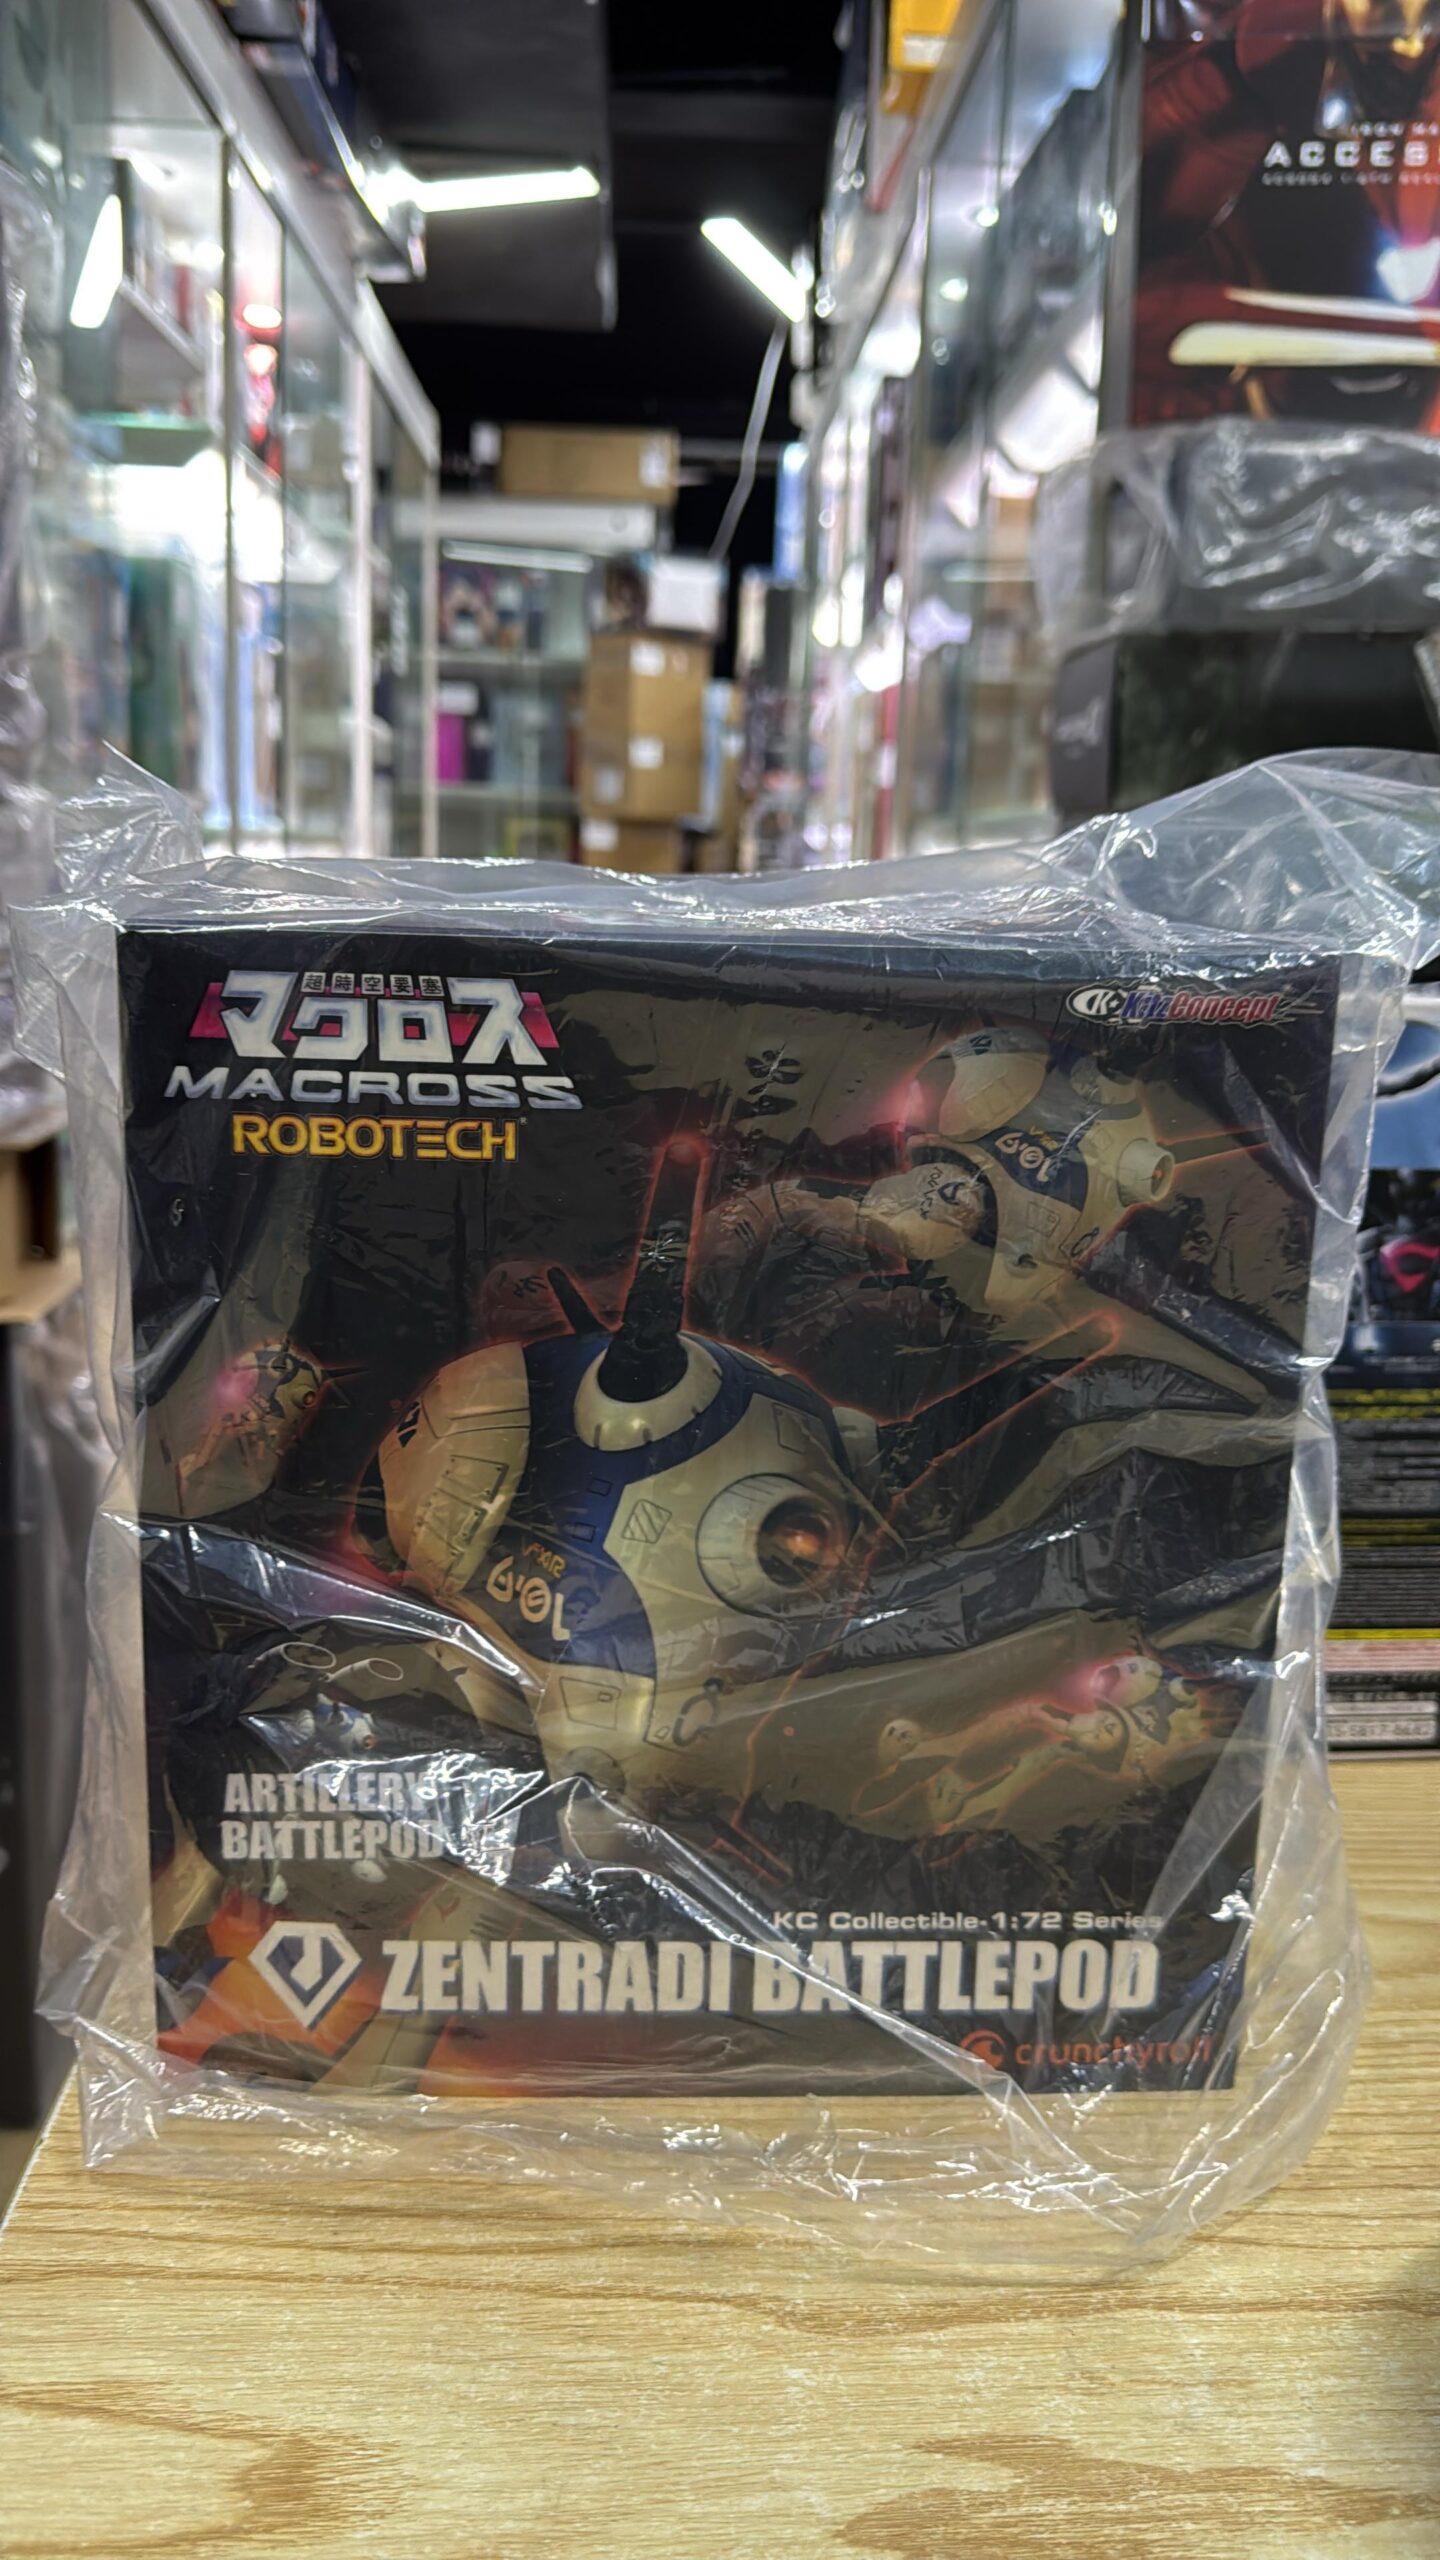 ACCES
超時空要塞
マクロス
MACROSS
ROBOTECH
KitzConcept
ARTILLERY
BATTLEPOD
KC Collectible-1:72 Series
ZENTRADI BATTLEPOD
crunchyroll